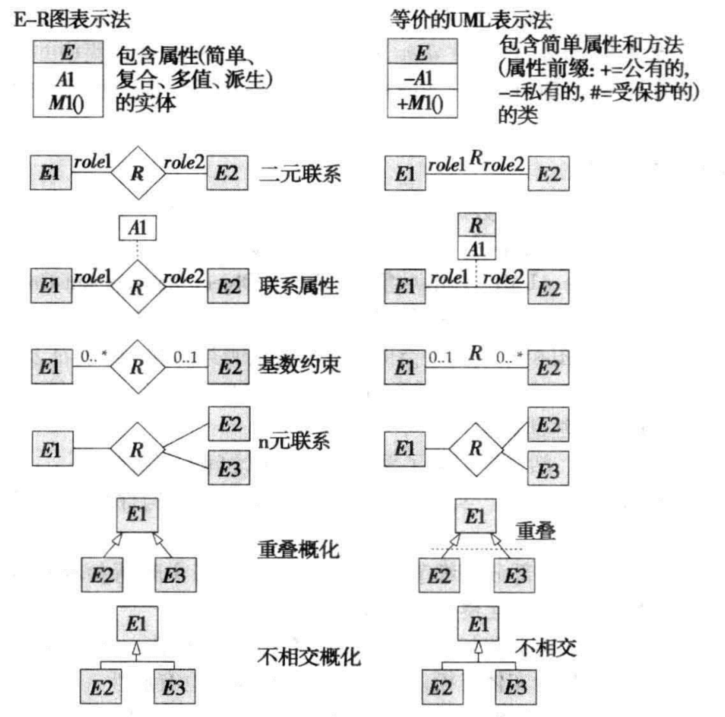 E-R图表示法
等价的UML表示法
E
A1
M1()
包含属性(简单、
复合、多值、派生)
的实体
E
-A1
+M1()
包含简单属性和方法
(属性前缀: +=公有的,
-=私有的, #=受保护的)
的类
E1 role1 R role2 E2 二元联系
E1 role1 R role2 E2
A1
E1 role1 R role2 E2 联系属性
R
A1
E1 role1 role2 E2
E1 0..* R 0..1 E2 基数约束
E1 0..1 R 0..* E2
E2
E1 R n元联系
E3
E2
E1 R
E3
E1
重叠概化
E2 E3
E1
重叠
E2 E3
E1
不相交概化
E2 E3
E1
不相交
E2 E3